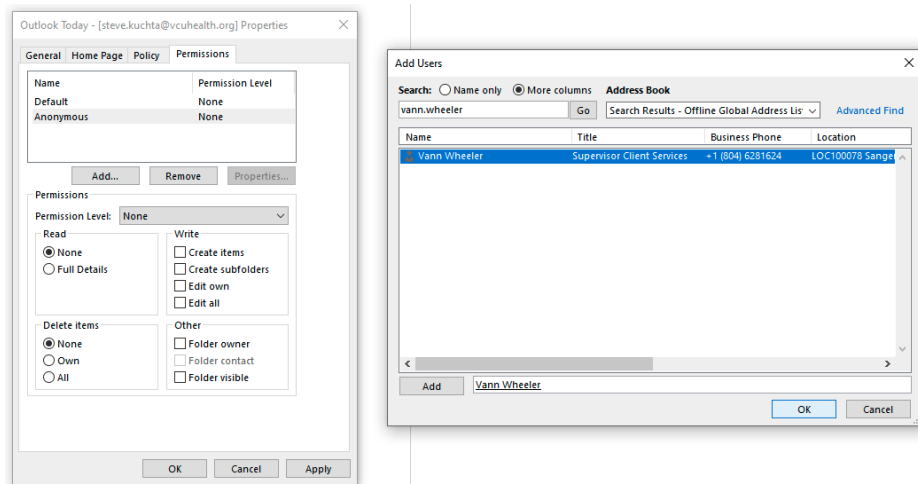 Outlook Today - [steve.kuchta@vcuhealth.org] Properties
General Home Page Policy Permissions
Name Permission Level
Default None
Anonymous None
Add... Remove Properties...
Permissions
Permission Level: None
Read
None
Full Details
Write
Create items
Create subfolders
Edit own
Edit all
Delete items
None
Own
All
Other
Folder owner
Folder contact
Folder visible
OK Cancel Apply
Add Users
Search: Name only More columns Address Book
vann.wheeler Go Search Results - Offline Global Address Lis Advanced Find
Name Title Business Phone Location
Vann Wheeler Supervisor Client Services +1 (804) 6281624 LOC100078 Sanger
Add Vann Wheeler
OK Cancel